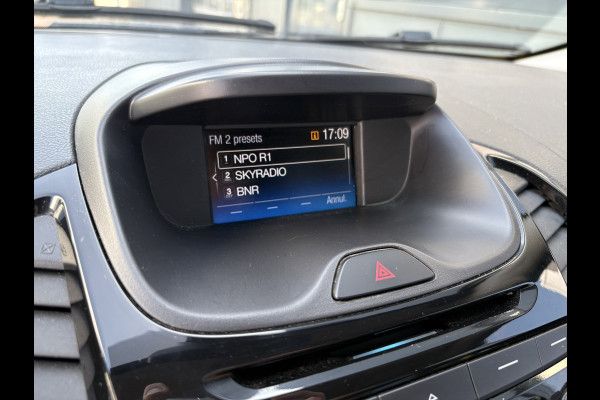 FM 2 presets 17:09
1 NPO R1
2 SKYRADIO
3 BNR
Annul.